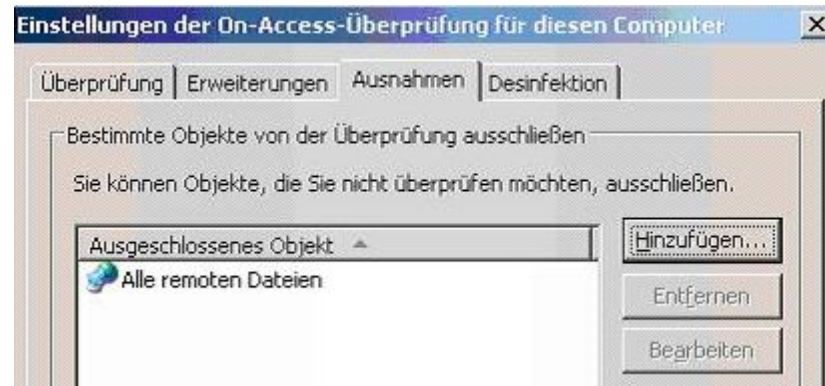 Einstellungen der On-Access-Überprüfung für diesen Computer
Überprüfung Erweiterungen Ausnahmen Desinfektion
Bestimmte Objekte von der Überprüfung ausschließen
Sie können Objekte, die Sie nicht überprüfen möchten, ausschließen.
Ausgeschlossenes Objekt
Hinzufügen...
Alle remoten Dateien
Entfernen
Bearbeiten